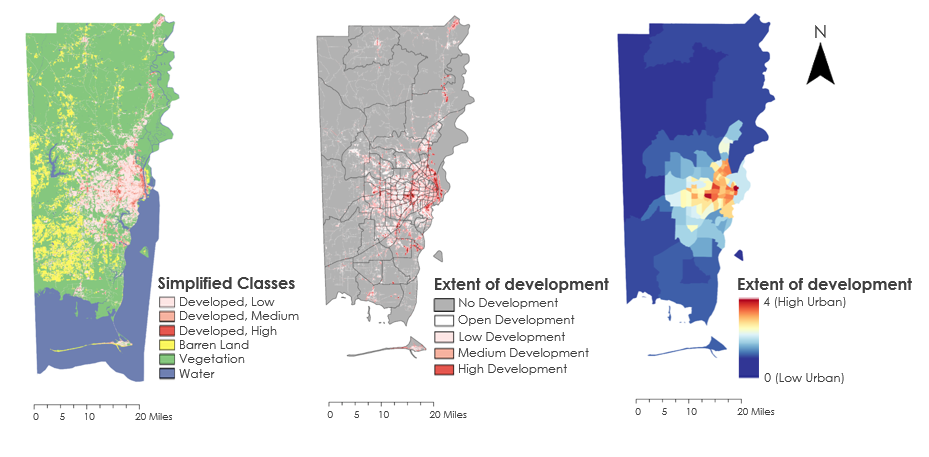 N
Simplified Classes
Developed, Low
Developed, Medium
Developed, High
Barren Land
Vegetation
Water
0 5 10 20 Miles
Extent of development
No Development
Open Development
Low Development
Medium Development
High Development
0 5 10 20 Miles
Extent of development
4 (High Urban)
0 (Low Urban)
0 5 10 20 Miles